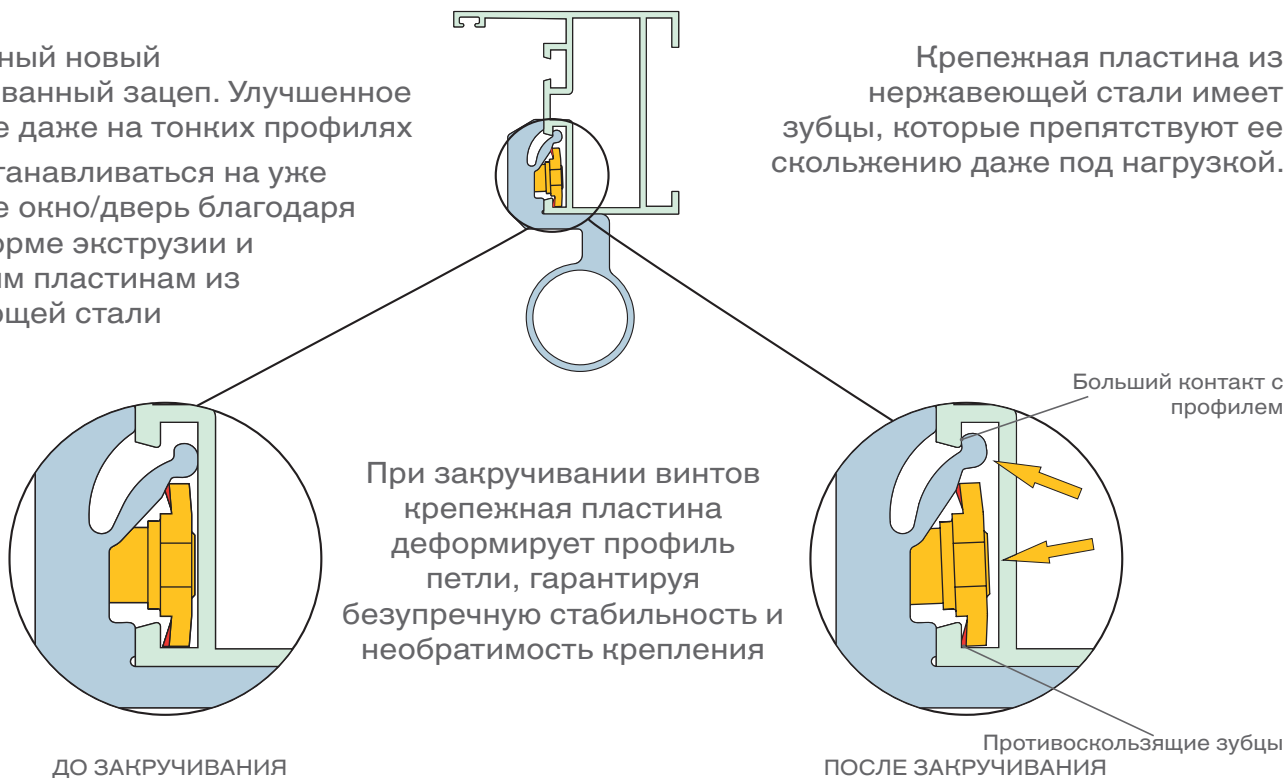 ный новый
ванный зацеп. Улучшенное
е даже на тонких профилях
танавливаться на уже
е окно/дверь благодаря
орме экструзии и
ым пластинам из
ющей стали
Крепежная пластина из
нержавеющей стали имеет
зубцы, которые препятствуют ее
скольжению даже под нагрузкой.
Больший контакт с
профилем
При закручивании винтов
крепежная пластина
деформирует профиль
петли, гарантируя
безупречную стабильность и
необратимость крепления
Противоскользящие зубцы
ДО ЗАКРУЧИВАНИЯ
ПОСЛЕ ЗАКРУЧИВАНИЯ